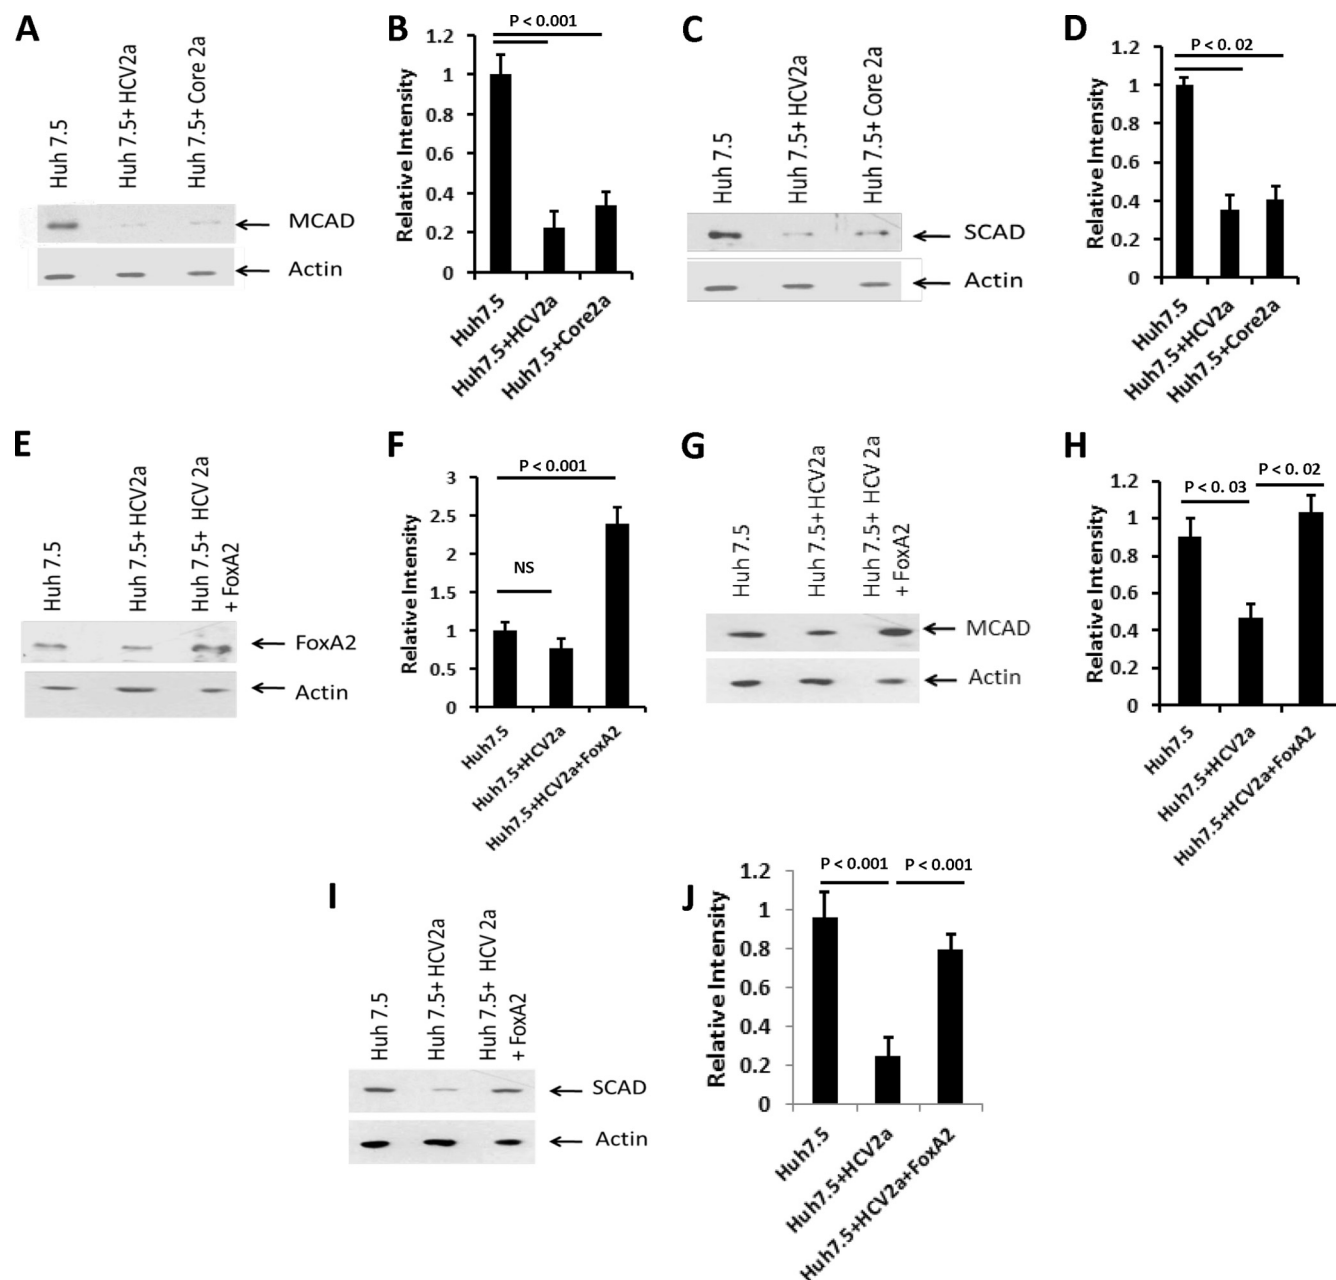 A
Huh 7.5
Huh 7.5+ HCV2a
Huh 7.5+ Core 2a
MCAD
Actin
B
P < 0.001
Relative Intensity
1.2
1
0.8
0.6
0.4
0.2
0
Huh7.5
Huh7.5+HCV2a
Huh7.5+Core2a
C
Huh 7.5
Huh 7.5+ HCV2a
Huh 7.5+ Core 2a
SCAD
Actin
D
P < 0. 02
Relative Intensity
1.2
1
0.8
0.6
0.4
0.2
0
Huh7.5
Huh7.5+HCV2a
Huh7.5+Core2a
E
Huh 7.5
Huh 7.5+ HCV2a
Huh 7.5+ HCV 2a
+ FoxA2
FoxA2
Actin
F
P < 0.001
NS
Relative Intensity
3
2.5
2
1.5
1
0.5
0
Huh7.5
Huh7.5+HCV2a
Huh7.5+HCV2a+FoxA2
G
Huh 7.5
Huh 7.5+ HCV2a
Huh 7.5+ HCV 2a
+ FoxA2
MCAD
Actin
H
P < 0. 03
P < 0. 02
Relative Intensity
1.2
1
0.8
0.6
0.4
0.2
0
Huh7.5
Huh7.5+HCV2a
Huh7.5+HCV2a+FoxA2
I
Huh 7.5
Huh 7.5+ HCV2a
Huh 7.5+ HCV 2a
+ FoxA2
SCAD
Actin
J
P < 0.001
P < 0.001
Relative Intensity
1.2
1
0.8
0.6
0.4
0.2
0
Huh7.5
Huh7.5+HCV2a
Huh7.5+HCV2a+FoxA2